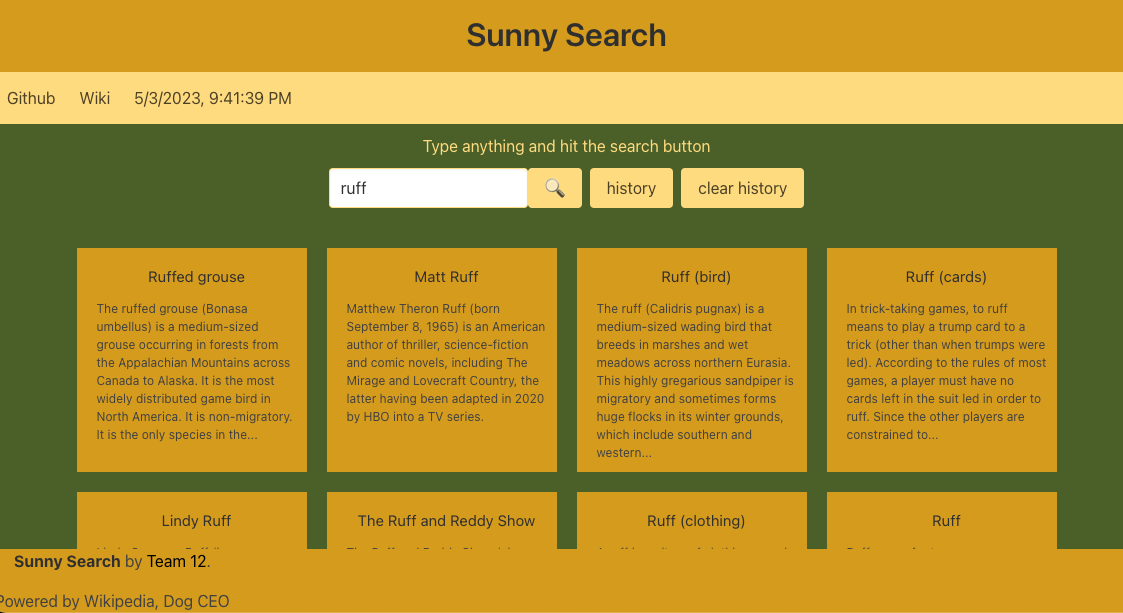 Sunny Search
Github Wiki 5/3/2023, 9:41:39 PM
Type anything and hit the search button
ruff history clear history
Ruffed grouse
The ruffed grouse (Bonasa
umbellus) is a medium-sized
grouse occurring in forests from
the Appalachian Mountains across
Canada to Alaska. It is the most
widely distributed game bird in
North America. It is non-migratory.
It is the only species in the...
Matt Ruff
Matthew Theron Ruff (born
September 8, 1965) is an American
author of thriller, science-fiction
and comic novels, including The
Mirage and Lovecraft Country, the
latter having been adapted in 2020
by HBO into a TV series.
Ruff (bird)
The ruff (Calidris pugnax) is a
medium-sized wading bird that
breeds in marshes and wet
meadows across northern Eurasia.
This highly gregarious sandpiper is
migratory and sometimes forms
huge flocks in its winter grounds,
which include southern and
western...
Ruff (cards)
In trick-taking games, to ruff
means to play a trump card to a
trick (other than when trumps were
led). According to the rules of most
games, a player must have no
cards left in the suit led in order to
ruff. Since the other players are
constrained to...
Lindy Ruff
The Ruff and Reddy Show
Ruff (clothing)
Ruff
Sunny Search by Team 12.
Powered by Wikipedia, Dog CEO